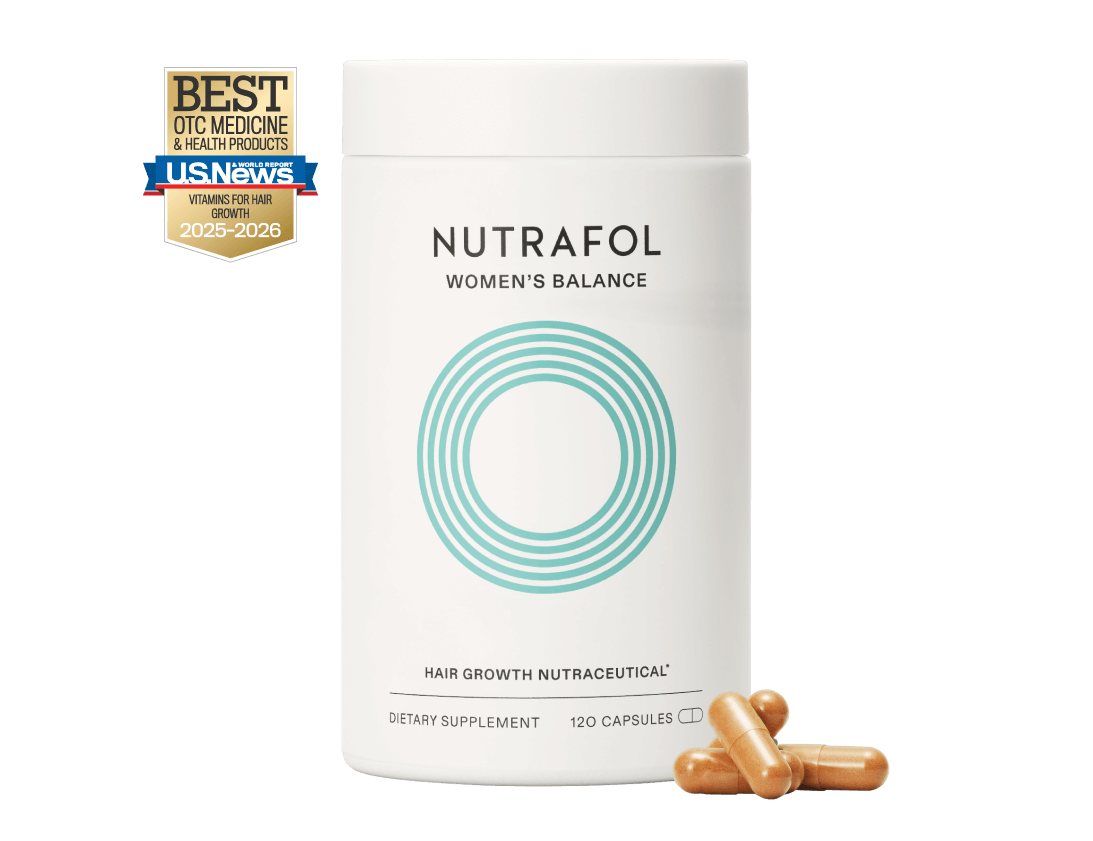 BEST
OTC MEDICINE
& HEALTH PRODUCTS
U.S. News & WORLD REPORT
VITAMINS FOR HAIR
GROWTH
2025-2026
NUTRAFOL
WOMEN'S BALANCE
HAIR GROWTH NUTRACEUTICAL*
DIETARY SUPPLEMENT 120 CAPSULES